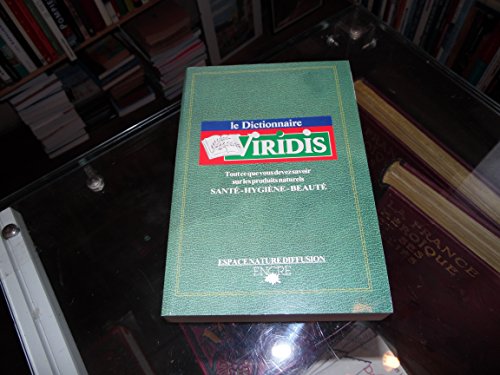 le Dictionnaire
VIRIDIS
Tout ce que vous devez savoir
sur les produits naturels
SANTÉ-HYGIÈNE-BEAUTÉ
ESPACE NATURE DIFFUSION
ENCRE
FRANCE